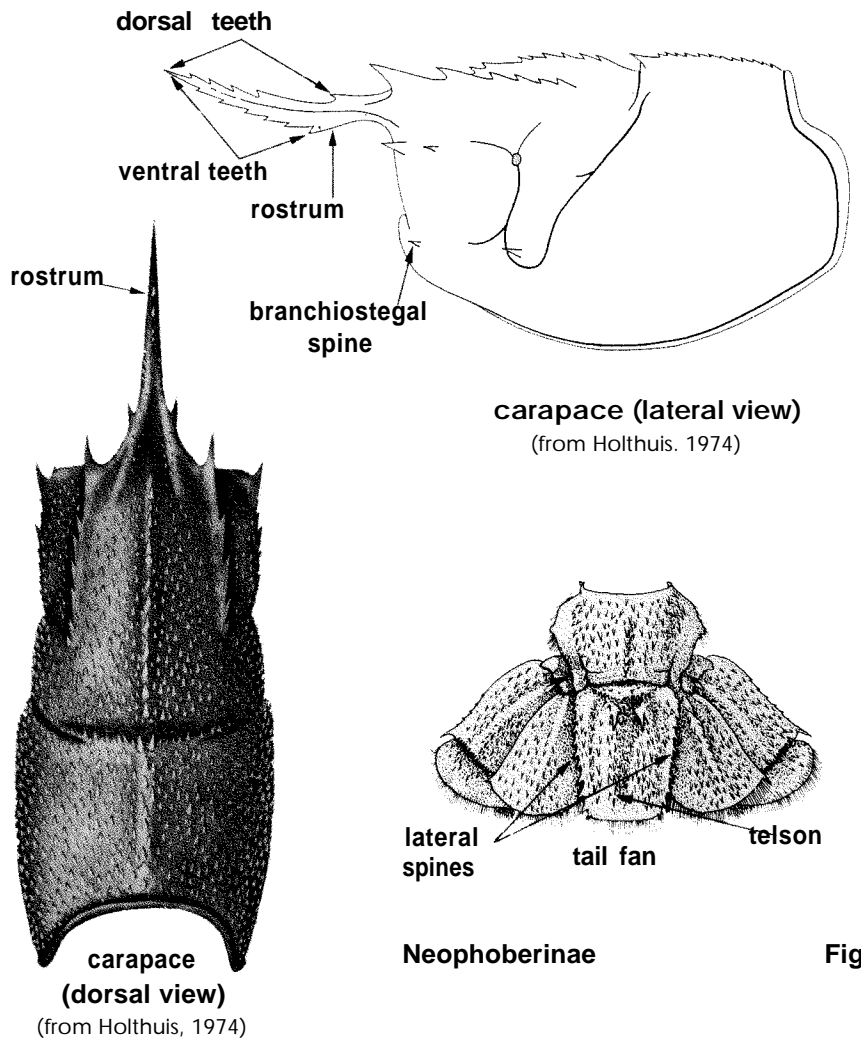 dorsal teeth
ventral teeth
rostrum
rostrum
branchiostegal
spine
carapace (lateral view)
(from Holthuis. 1974)
lateral
spines
tail fan
telson
carapace
(dorsal view)
(from Holthuis, 1974)
Neophoberinae
Fig